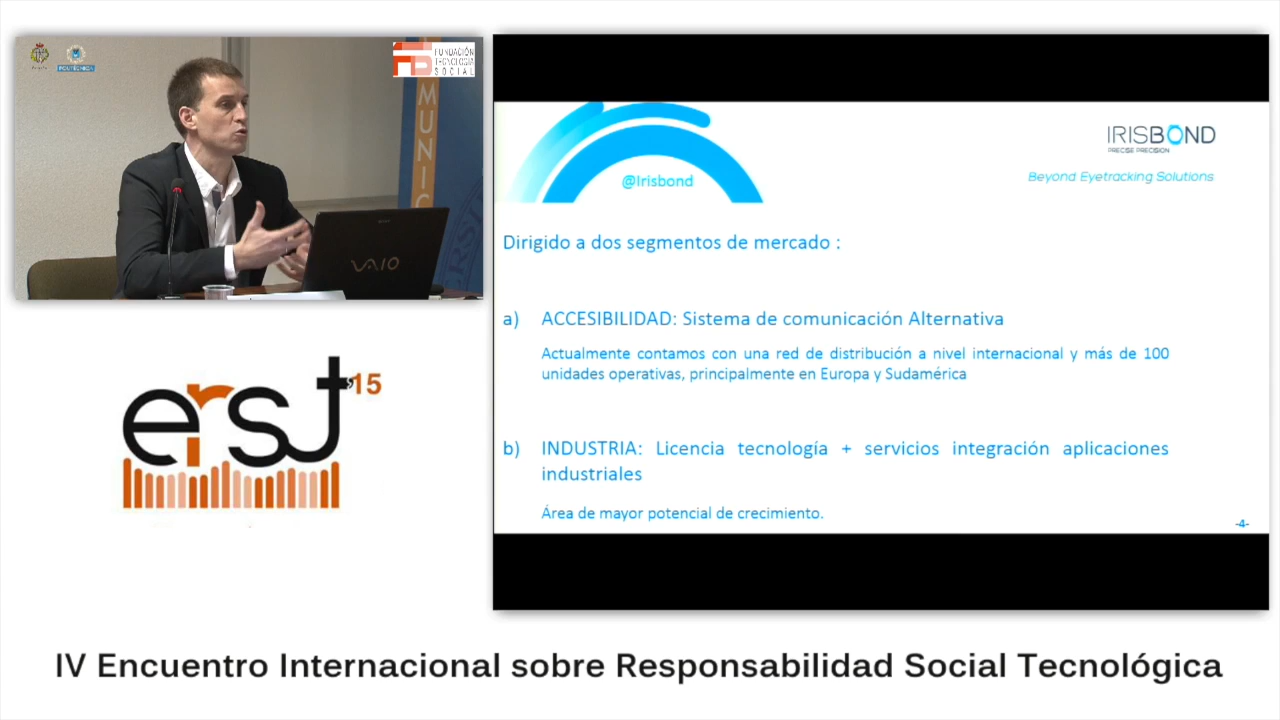 POLITÉCNICA
FUNDACIÓN
TECNOLOGÍA
SOCIAL
MUNIC
VAIO
erst'15
@Irisbond
IRISBOND
PRECISE PRECISION
Beyond Eyetracking Solutions
Dirigido a dos segmentos de mercado :
a) ACCESIBILIDAD: Sistema de comunicación Alternativa
Actualmente contamos con una red de distribución a nivel internacional y más de 100
unidades operativas, principalmente en Europa y Sudamérica
b) INDUSTRIA: Licencia tecnología + servicios integración aplicaciones
industriales
Área de mayor potencial de crecimiento.
-4-
IV Encuentro Internacional sobre Responsabilidad Social Tecnológica